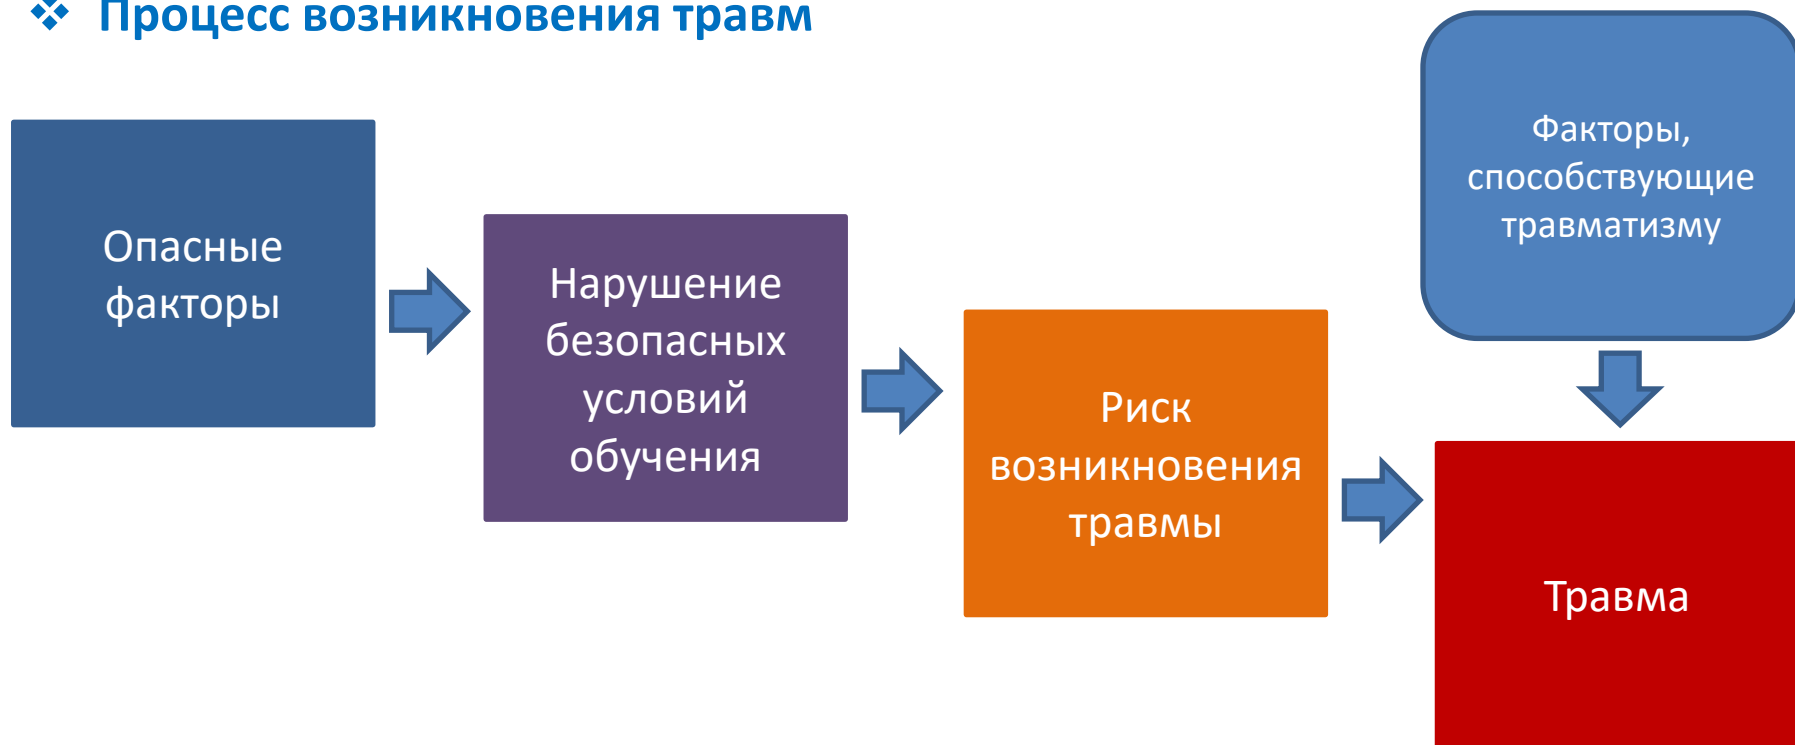 Процесс возникновения травм
Факторы,
способствующие
травматизму
Опасные
факторы
Нарушение
безопасных
условий
обучения
Риск
возникновения
травмы
Травма